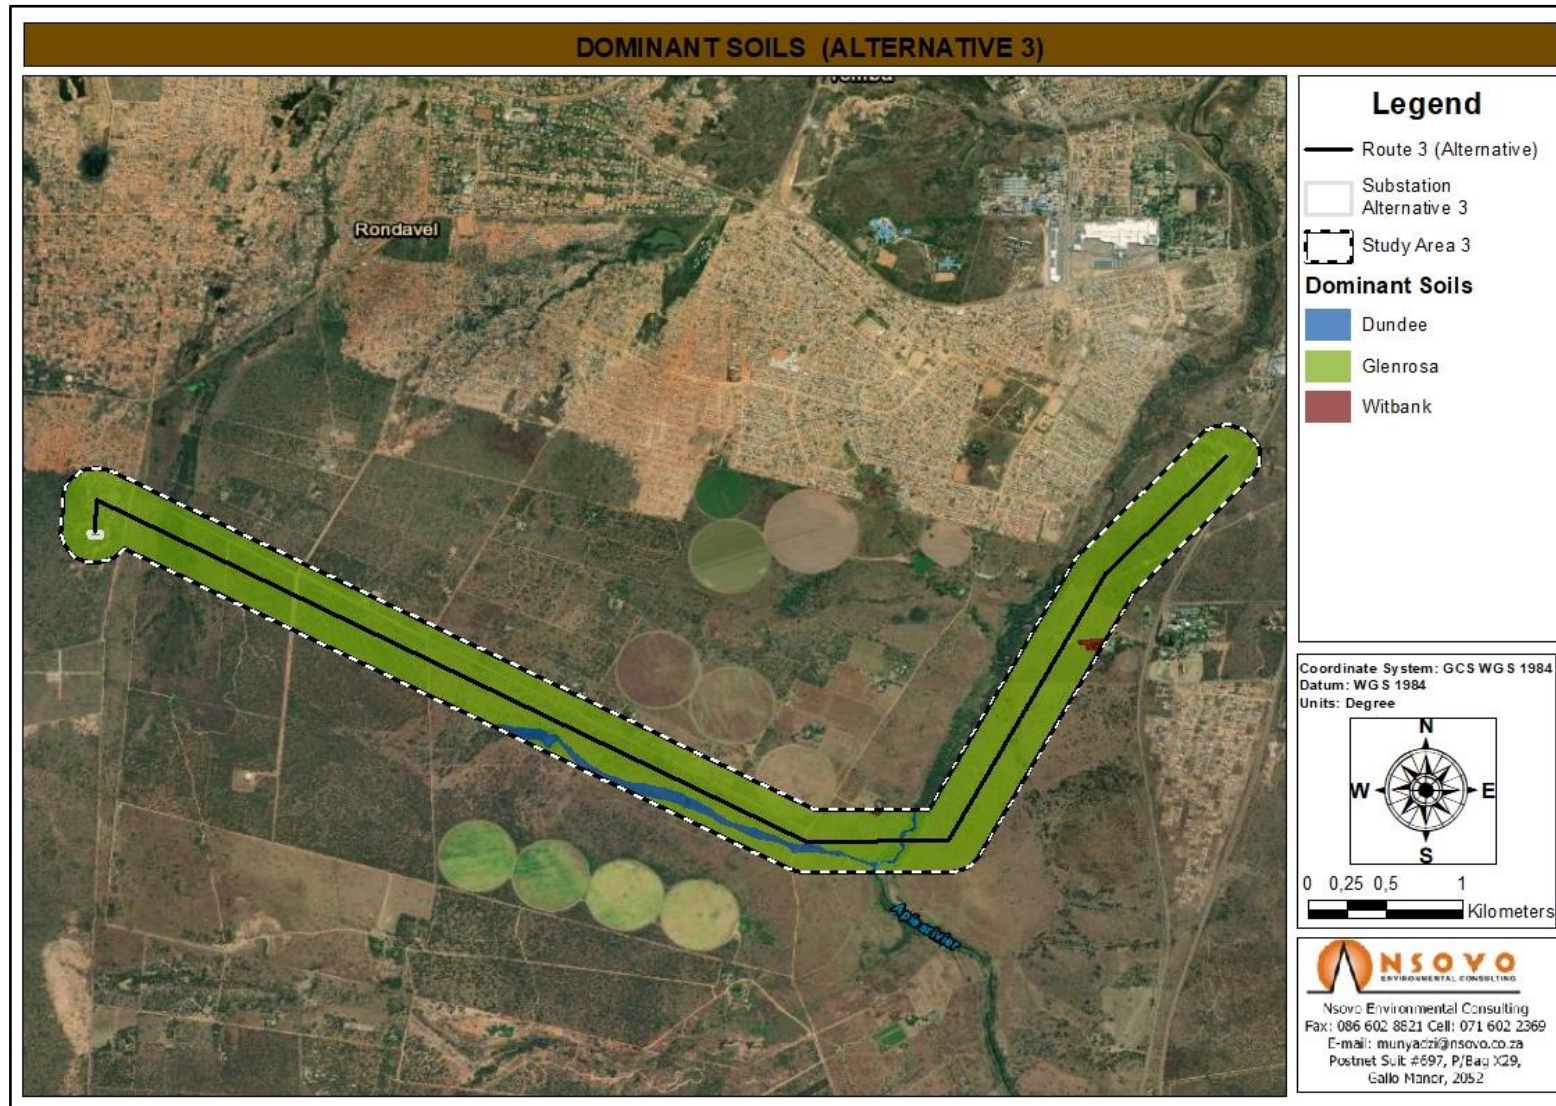 DOMINANT SOILS (ALTERNATIVE 3)
Rondavel
Apiesrivier
Legend
Route 3 (Alternative)
Substation
Alternative 3
Study Area 3
Dominant Soils
Dundee
Glenrosa
Witbank
Coordinate System: GCS WGS 1984
Datum: WGS 1984
Units: Degree
N
W
E
S
0 0,25 0,5 1
Kilometers
NSOVO
ENVIRONMENTAL CONSULTING
Nsovo Environmental Consulting
Fax: 086 602 8821 Cell: 071 602 2369
E-mail: munyadzi@nsovo.co.za
Postnet Suit #697, P/Bag X29,
Gallo Manor, 2052